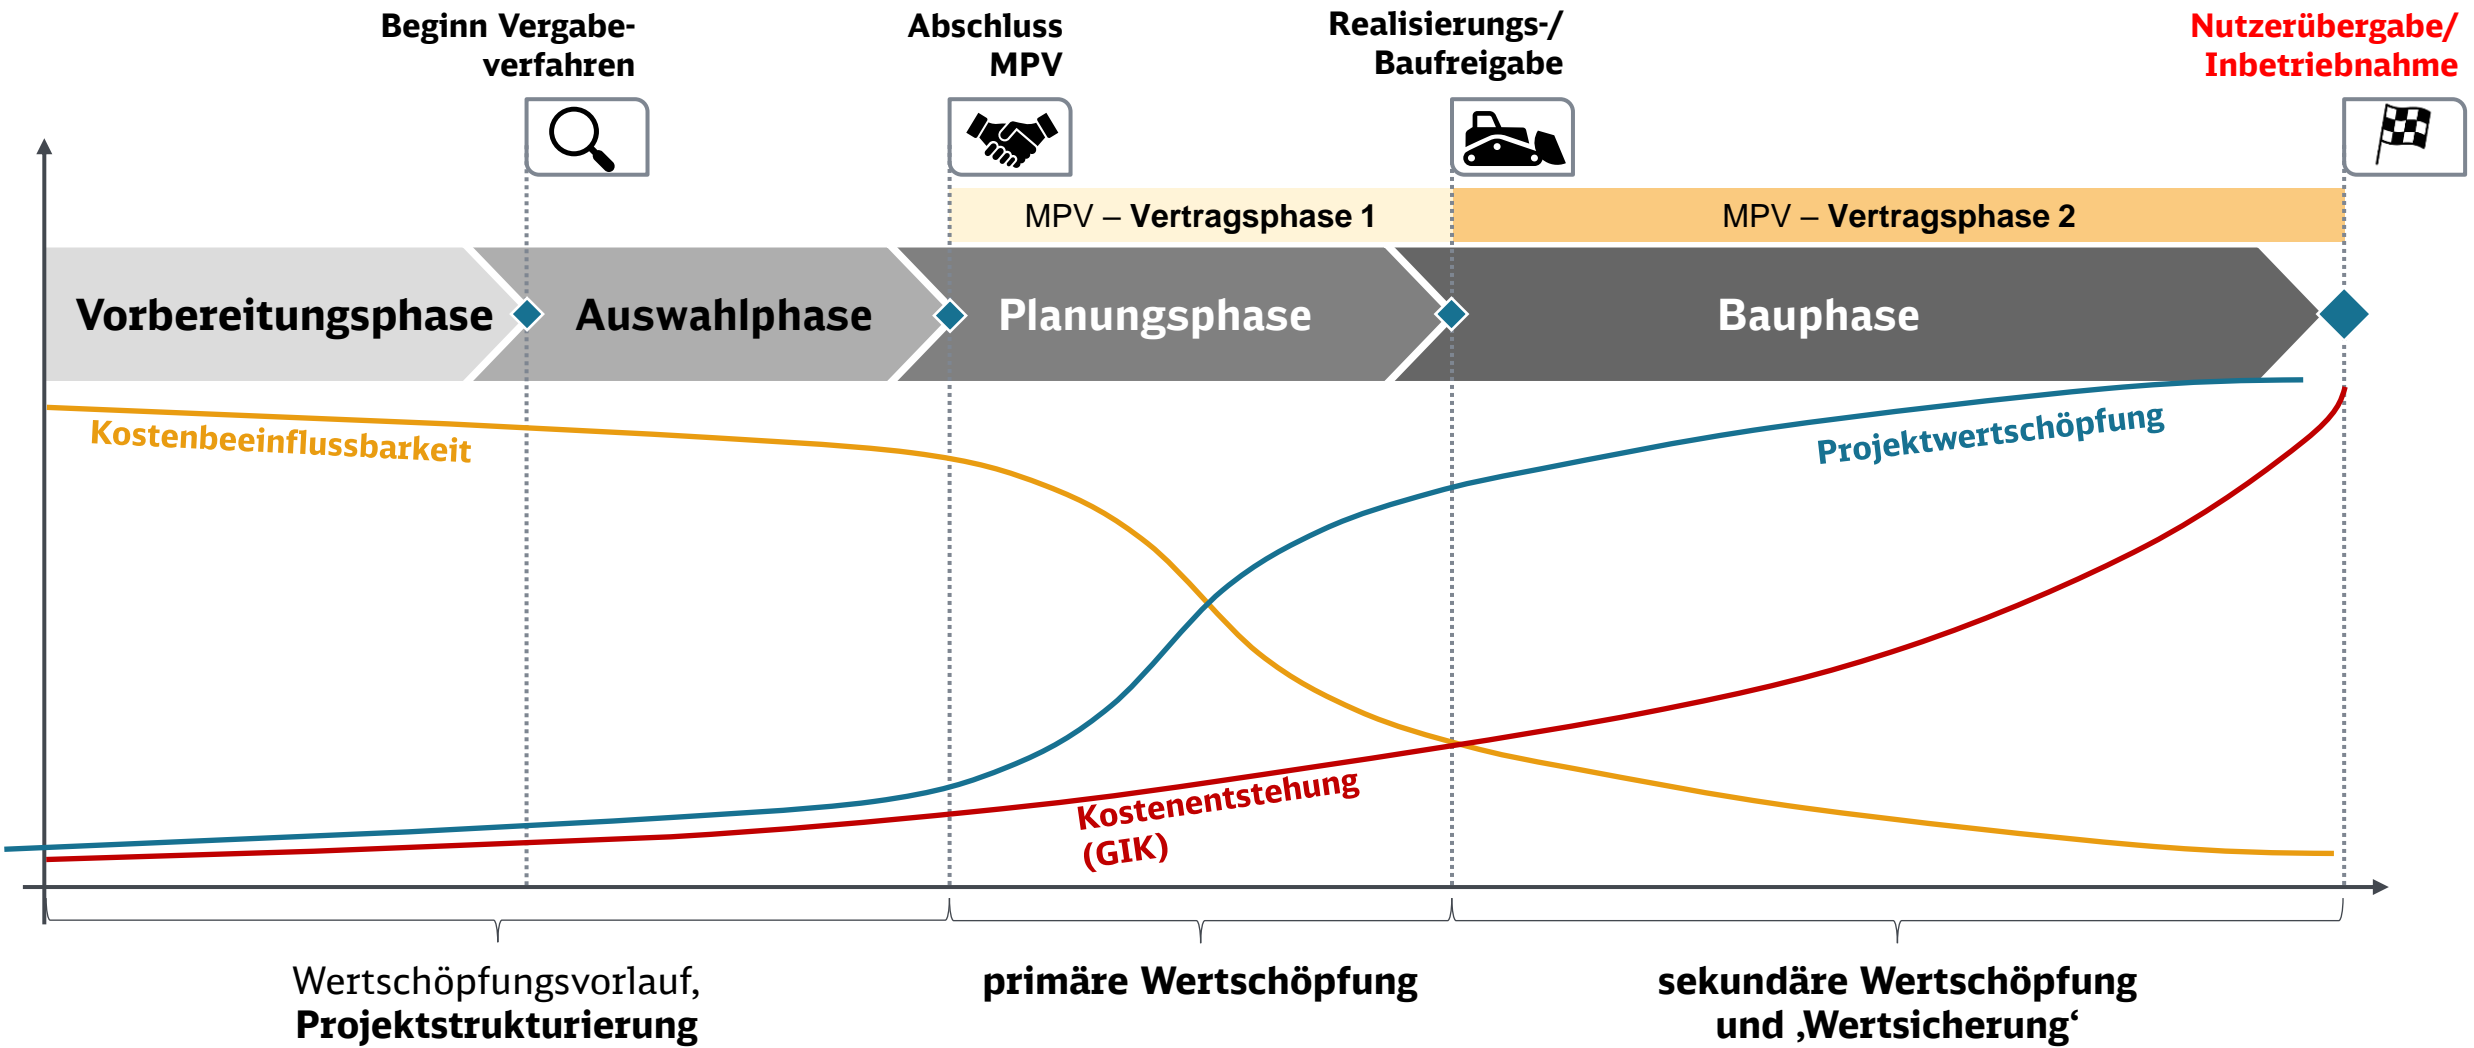 Beginn Vergabe-
verfahren
Abschluss
MPV
Realisierungs-/
Baufreigabe
Nutzerübergabe/
Inbetriebnahme
MPV – Vertragsphase 1
MPV – Vertragsphase 2
Vorbereitungsphase
Auswahlphase
Planungsphase
Bauphase
Kostenbeeinflussbarkeit
Projektwertschöpfung
Kostenentstehung
(GIK)
Wertschöpfungsvorlauf,
Projektstrukturierung
primäre Wertschöpfung
sekundäre Wertschöpfung
und ‚Wertsicherung‘